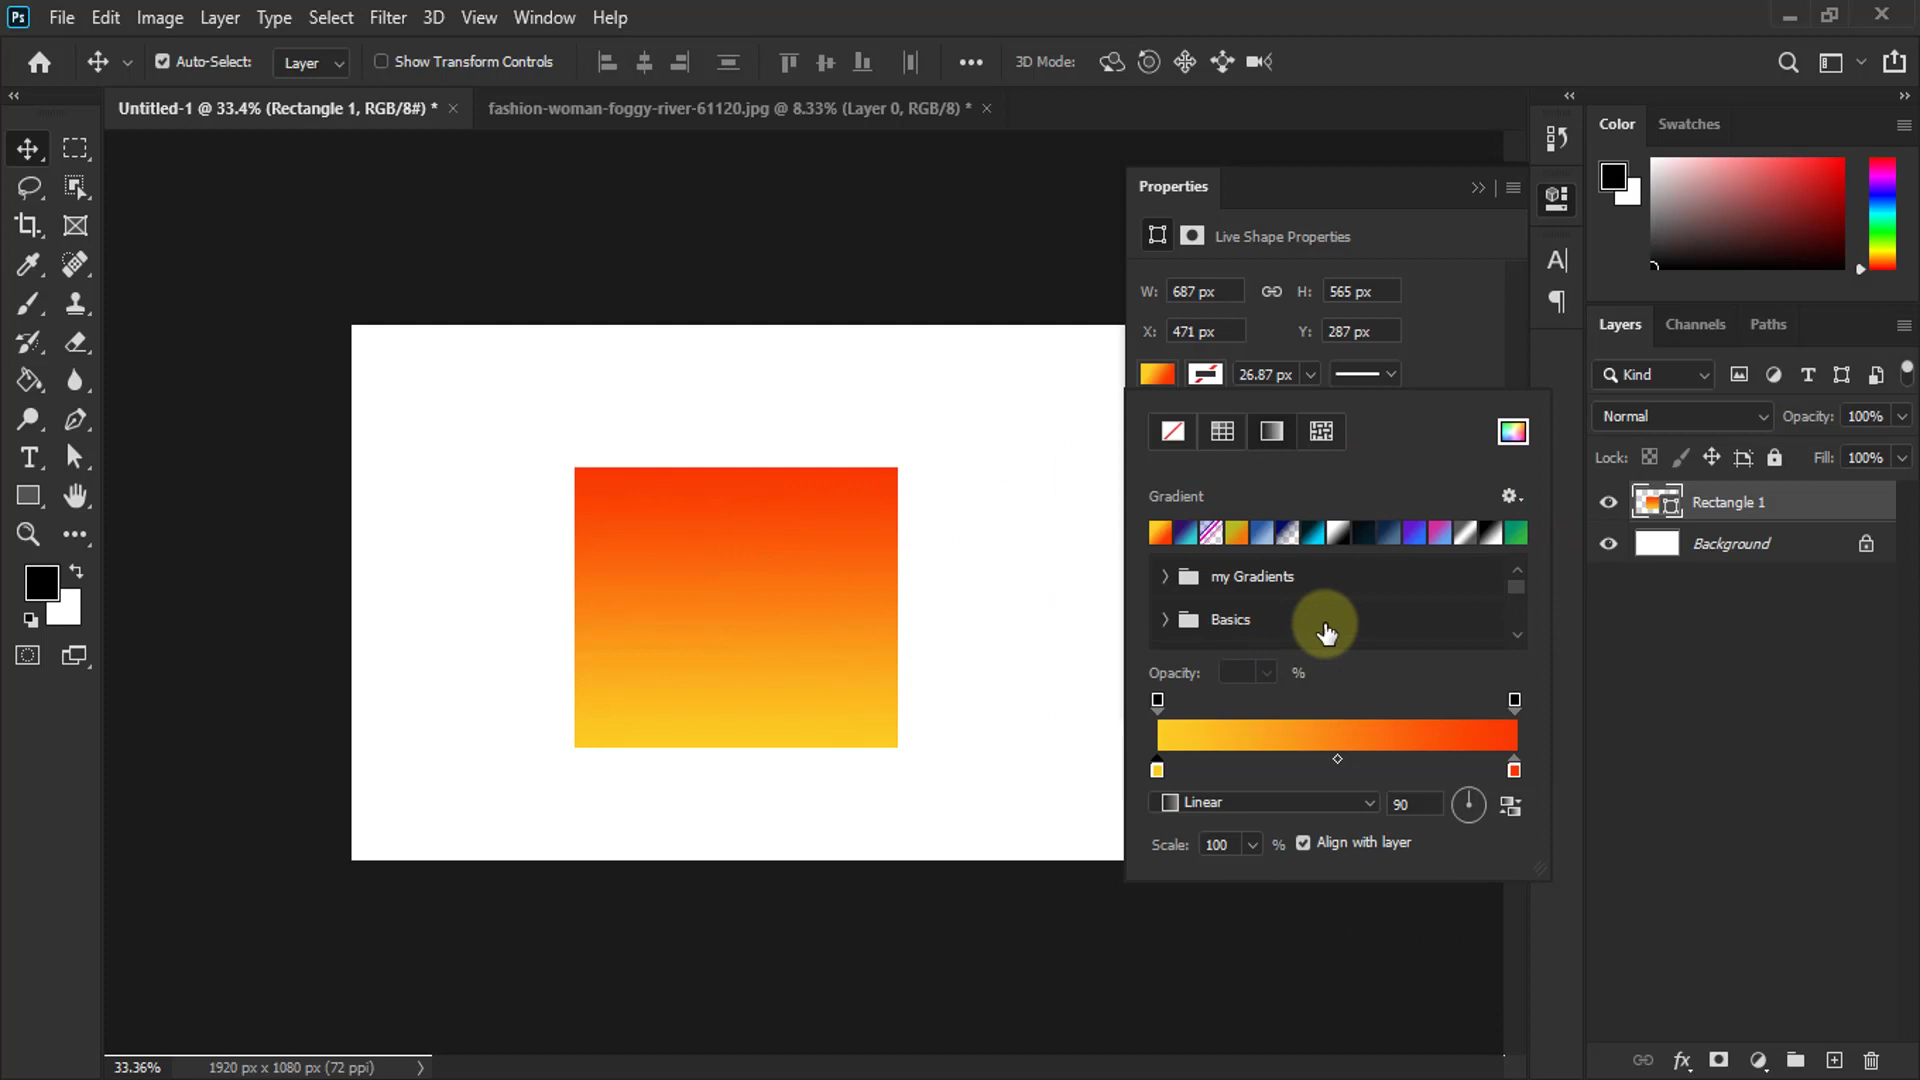 Ps File Edit Image Layer Type Select Filter 3D View Window Help
Auto-Select: Layer Show Transform Controls 3D Mode:
Untitled-1 @ 33.4% (Rectangle 1, RGB/8#) * fashion-woman-foggy-river-61120.jpg @ 8.33% (Layer 0, RGB/8) *
Color Swatches
Properties
Live Shape Properties
W: 687 px H: 565 px
X: 471 px Y: 287 px
26.87 px
Gradient
my Gradients
Basics
Opacity: %
Linear 90
Scale: 100 % Align with layer
Layers Channels Paths
Kind
Normal Opacity: 100%
Lock: Fill: 100%
Rectangle 1
Background
33.36% 1920 px x 1080 px (72 ppi)